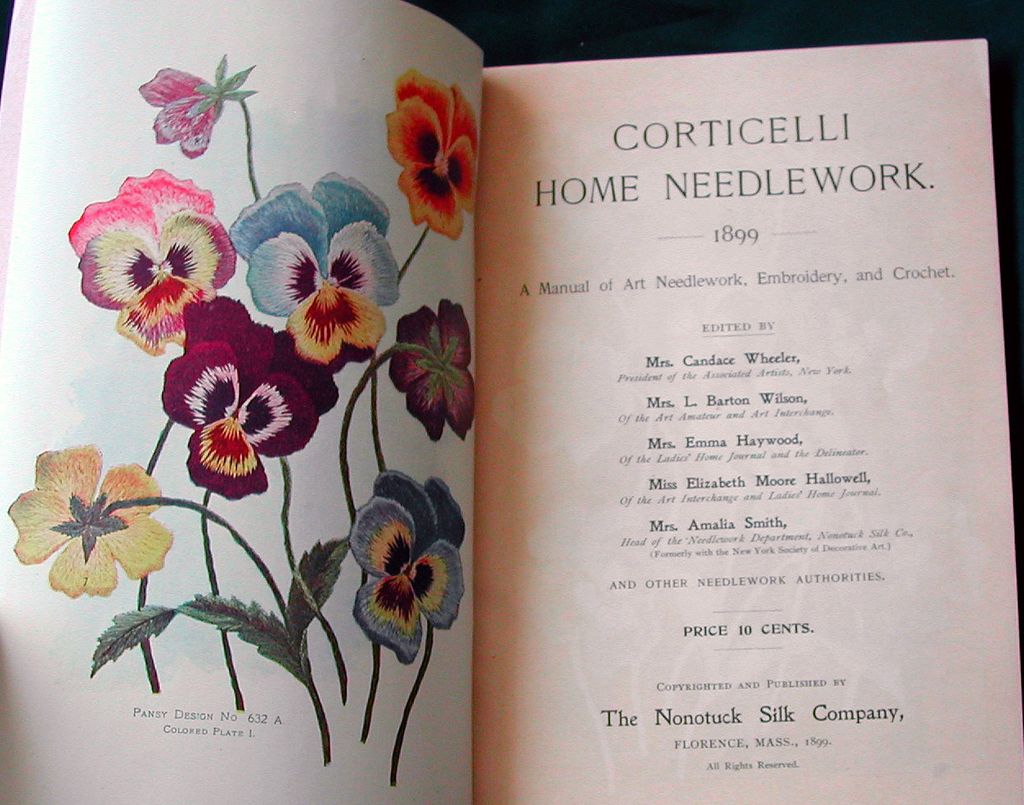 Pansy Design No 632 A
Colored Plate I.
CORTICELLI
HOME NEEDLEWORK.
1899
A Manual of Art Needlework, Embroidery, and Crochet.
EDITED BY
Mrs. Candace Wheeler,
President of the Associated Artists, New York.
Mrs. L. Barton Wilson,
Of the Art Amateur and Art Interchange.
Mrs. Emma Haywood,
Of the Ladies' Home Journal and the Delineator.
Miss Elizabeth Moore Hallowell,
Of the Art Interchange and Ladies' Home Journal.
Mrs. Amalia Smith,
Head of the Needlework Department, Nonotuck Silk Co.,
(Formerly with the New York Society of Decorative Art.)
AND OTHER NEEDLEWORK AUTHORITIES.
PRICE 10 CENTS.
Copyrighted and Published by
The Nonotuck Silk Company,
FLORENCE, MASS., 1899.
All Rights Reserved.